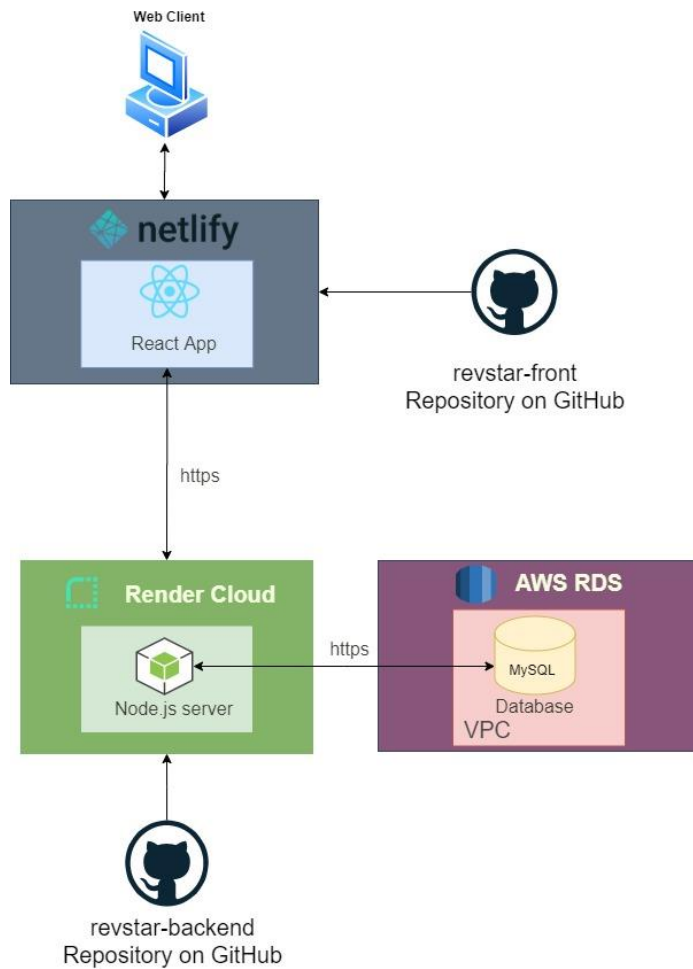 Web Client
netlify
React App
revstar-front
Repository on GitHub
https
Render Cloud
Node.js server
https
AWS RDS
MySQL
Database
VPC
revstar-backend
Repository on GitHub